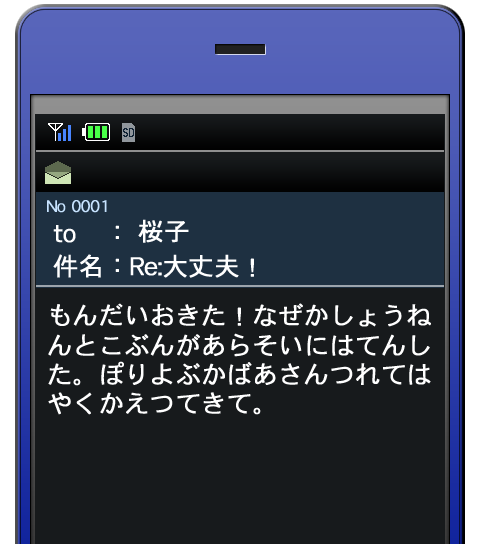 SD
No 0001
to : 桜子
件名：Re:大丈夫！
もんだいおきた！なぜかしょうね
んとこぶんがあらそいにはてんし
た。ぽりよぶかばあさんつれては
やくかえつてきて。